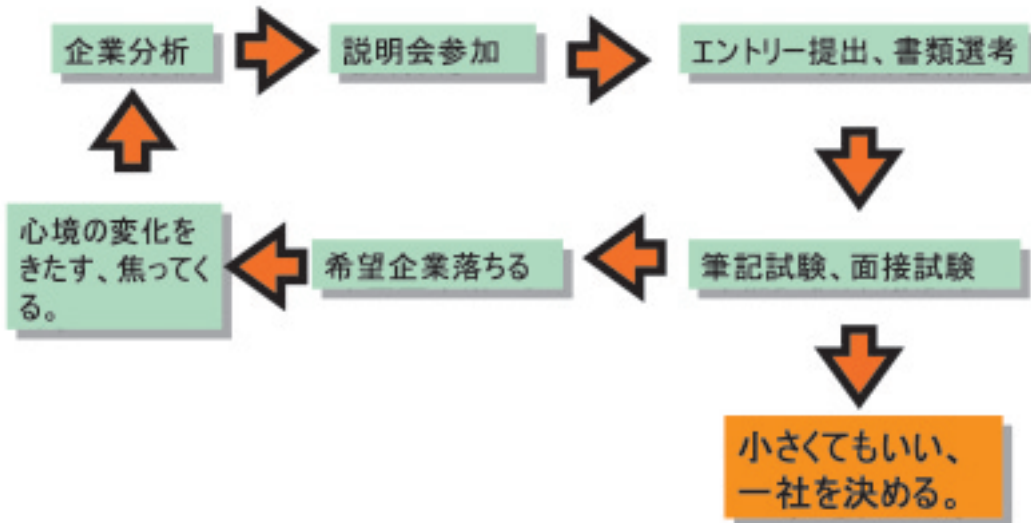 企業分析
説明会参加
エントリー提出、書類選考
心境の変化を
きたす、焦ってく
る。
希望企業落ちる
筆記試験、面接試験
小さくてもいい、
一社を決める。